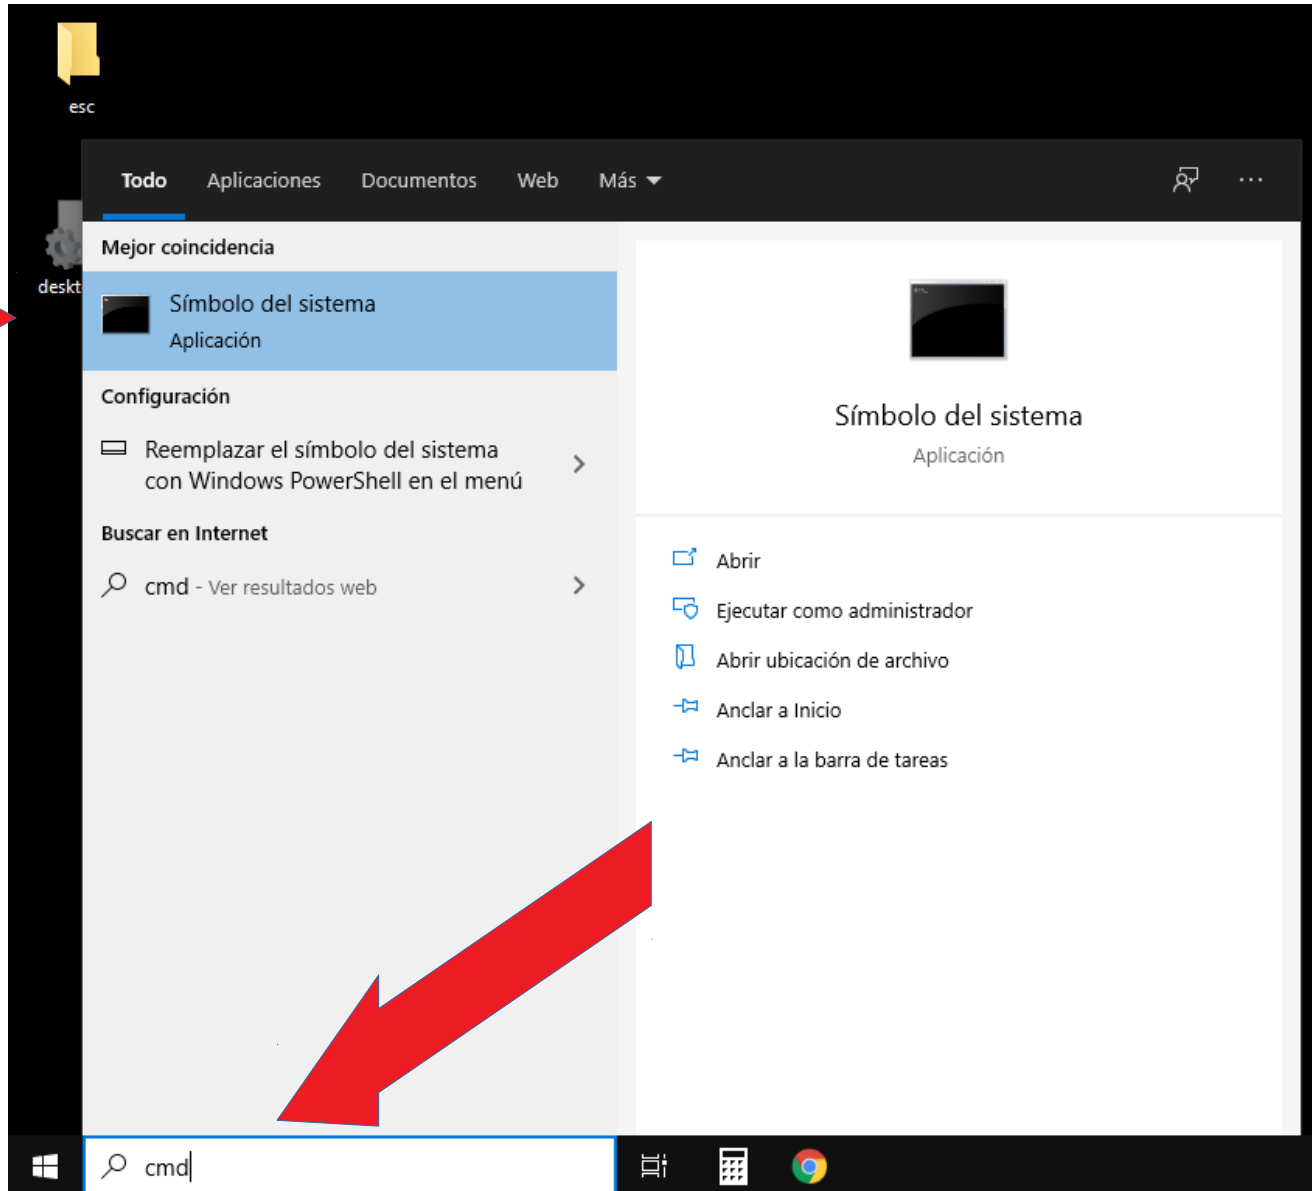 esc
Todo Aplicaciones Documentos Web Más
Mejor coincidencia
deskt
Símbolo del sistema
Aplicación
Configuración
Reemplazar el símbolo del sistema
con Windows PowerShell en el menú
Buscar en Internet
cmd - Ver resultados web
Símbolo del sistema
Aplicación
Abrir
Ejecutar como administrador
Abrir ubicación de archivo
Anclar a Inicio
Anclar a la barra de tareas
cmd